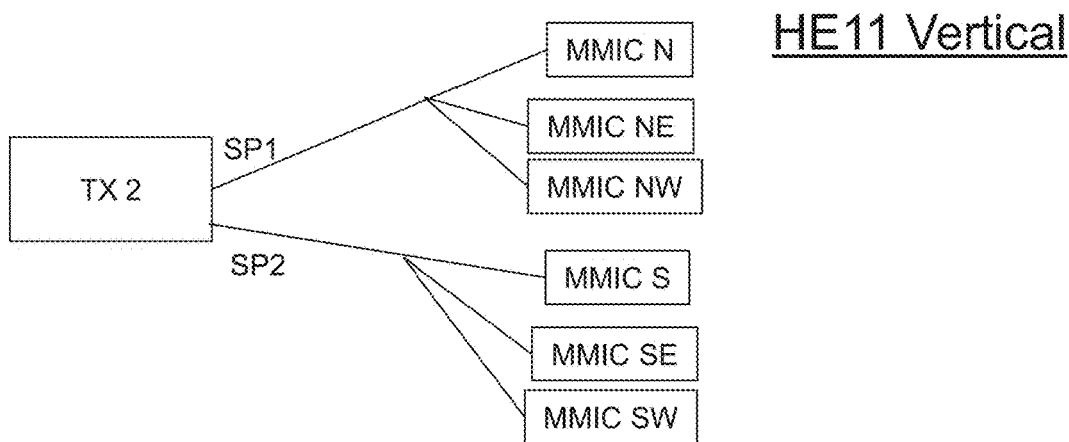 HE11 Vertical
MMIC N
MMIC NE
SP1
TX 2
MMIC NW
SP2
MMIC S
MMIC SE
MMIC SW